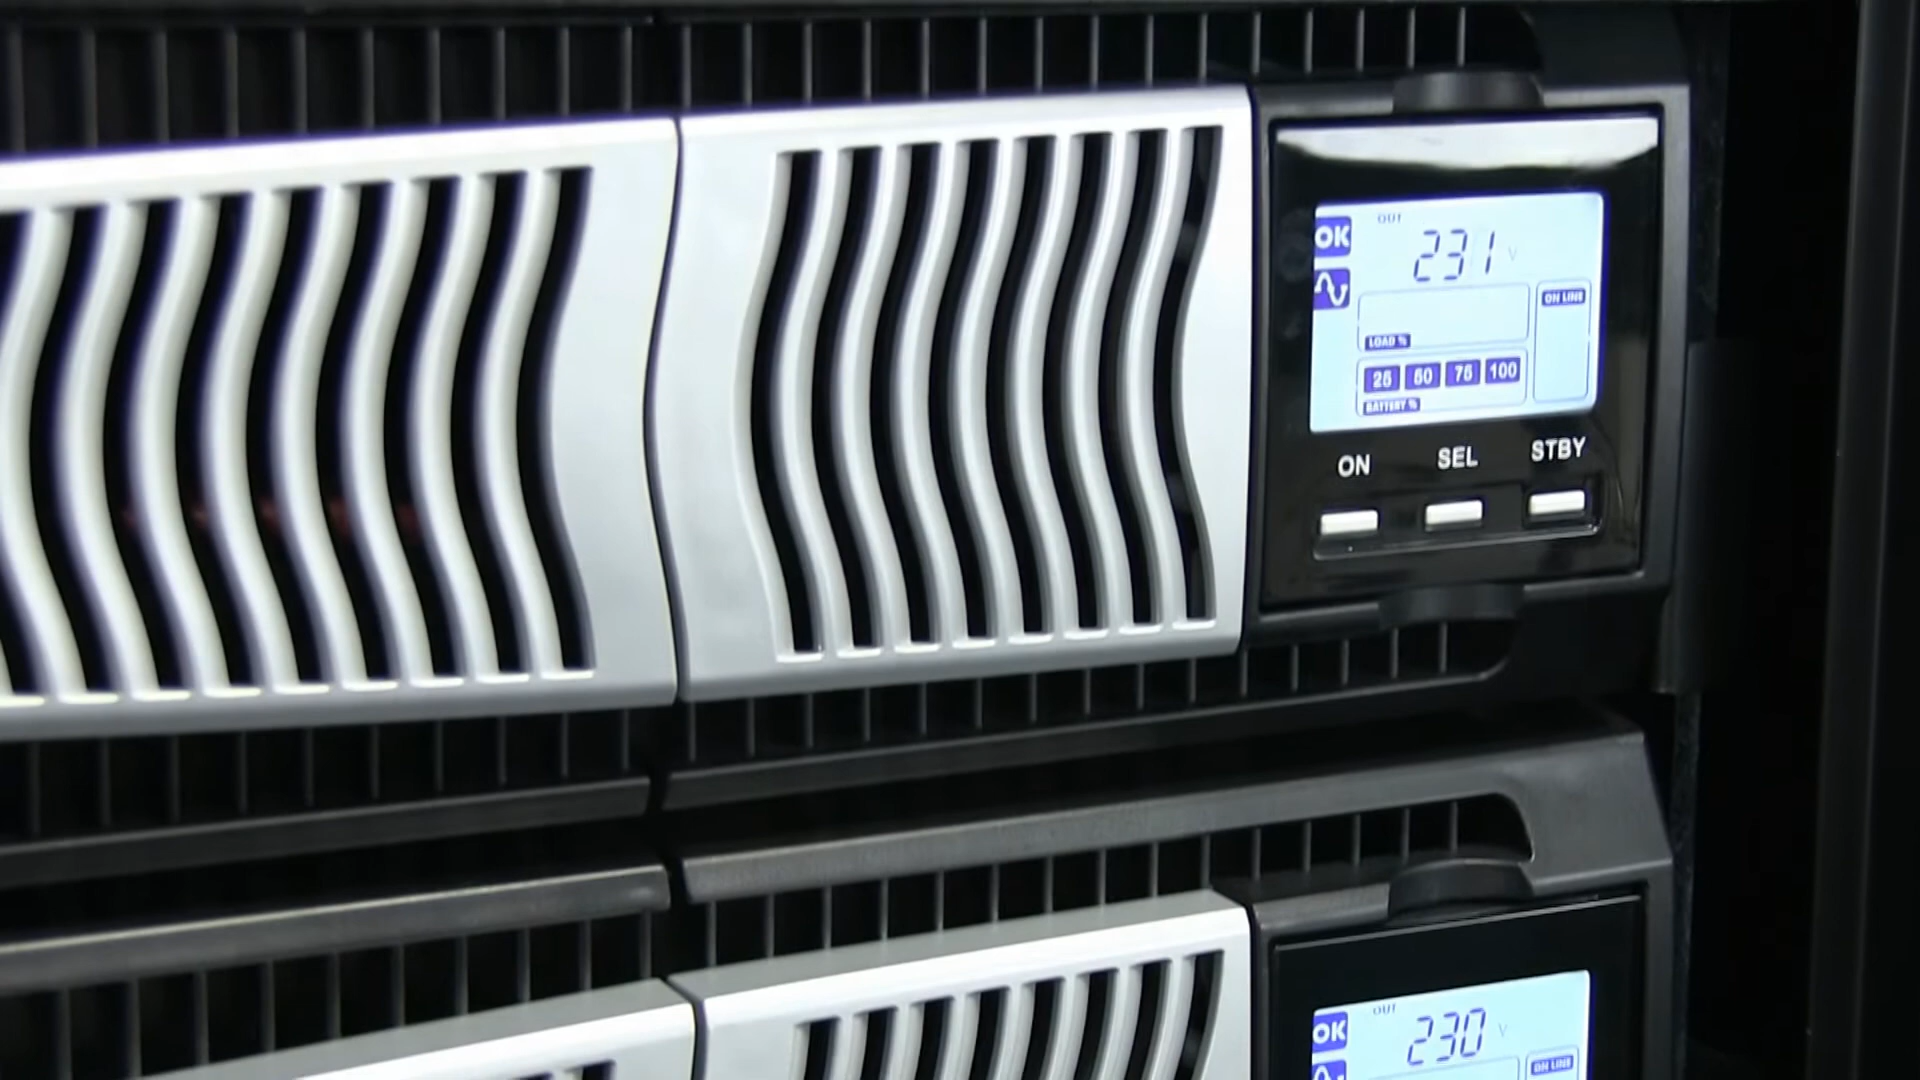 OUT
OK
231 V
ON LINE
LOAD %
25 50 75 100
BATTERY %
ON SEL STBY
OUT
OK
230 V
ON LINE